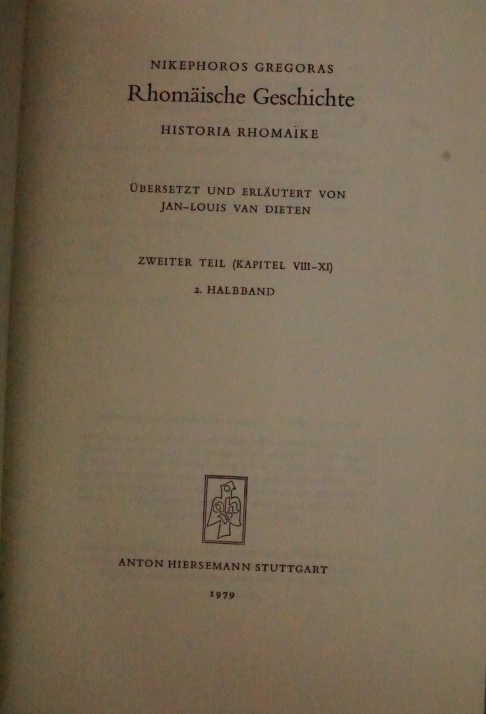 NIKEPHOROS GREGORAS
Rhomäische Geschichte
HISTORIA RHOMAÏKE
ÜBERSETZT UND ERLÄUTERT VON
JAN–LOUIS VAN DIETEN
ZWEITER TEIL (KAPITEL VIII–XI)
2. HALBBAND
ah
ANTON HIERSEMANN STUTTGART
1979